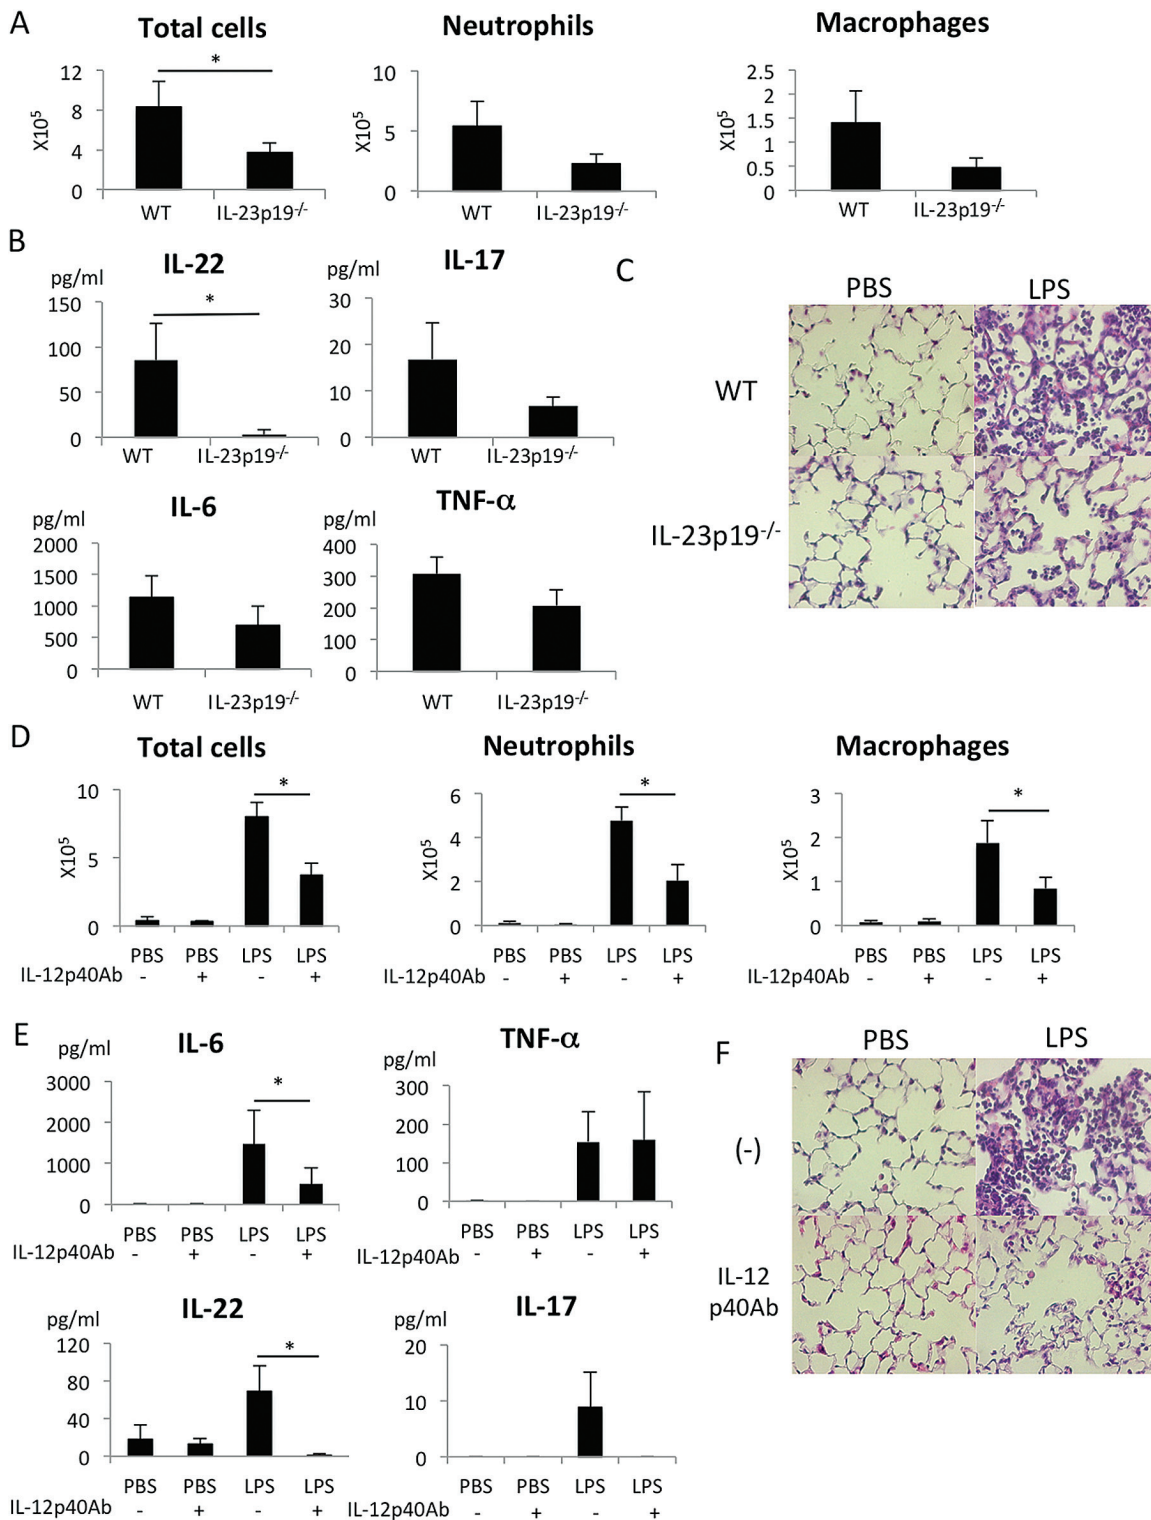 A
Total cells
Neutrophils
Macrophages
*
X10⁵
12
8
4
0
WT IL-23p19⁻/⁻
X10⁵
10
5
0
WT IL-23p19⁻/⁻
X10⁵
2.5
2
1.5
1
0.5
0
WT IL-23p19⁻/⁻
B
IL-22
pg/ml
*
150
100
50
0
WT IL-23p19⁻/⁻
IL-17
pg/ml
30
20
10
0
WT IL-23p19⁻/⁻
IL-6
pg/ml
2000
1500
1000
500
0
WT IL-23p19⁻/⁻
TNF-α
pg/ml
400
300
200
100
0
WT IL-23p19⁻/⁻
C
PBS LPS
WT
IL-23p19⁻/⁻
D
Total cells
*
X10⁵
10
5
0
PBS PBS LPS LPS
IL-12p40Ab - + - +
Neutrophils
*
X10⁵
6
4
2
0
PBS PBS LPS LPS
IL-12p40Ab - + - +
Macrophages
*
X10⁵
3
2
1
0
PBS PBS LPS LPS
IL-12p40Ab - + - +
E
IL-6
pg/ml
*
3000
2000
1000
0
PBS PBS LPS LPS
IL-12p40Ab - + - +
TNF-α
pg/ml
300
200
100
0
PBS PBS LPS LPS
IL-12p40Ab - + - +
IL-22
pg/ml
*
120
80
40
0
PBS PBS LPS LPS
IL-12p40Ab - + - +
IL-17
pg/ml
20
10
0
PBS PBS LPS LPS
IL-12p40Ab - + - +
F
PBS LPS
(-)
IL-12
p40Ab